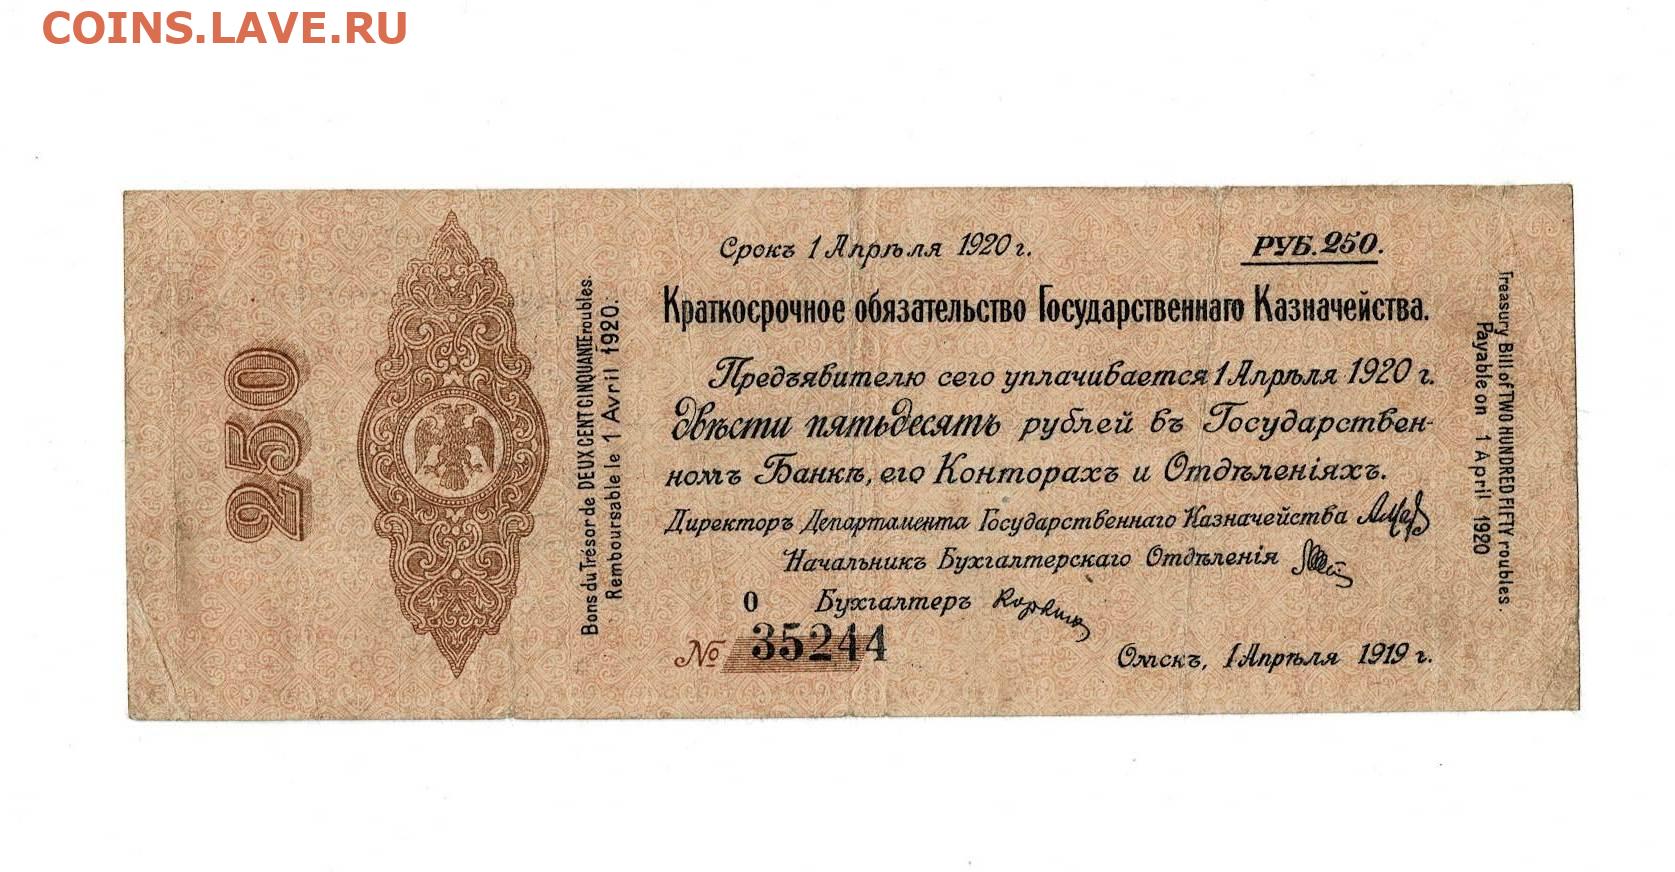 COINS.LAVE.RU
250
Bons du Trésor de DEUX CENT CINQUANTE roubles.
Remboursable le 1 Avril 1920.
Срокъ 1 Апрѣля 1920 г.
РУБ. 250.
Краткосрочное обязательство Государственнаго Казначейства.
Предъявителю сего уплачивается 1 Апрѣля 1920 г.
Двѣсти пятьдесятъ рублей въ Государствен-
номъ Банкѣ, его Конторахъ и Отдѣленіяхъ.
Директоръ Департамента Государственнаго Казначейства
Начальникъ Бухгалтерскаго Отдѣленія
О Бухгалтеръ
№ 35244
Омскъ, 1 Апрѣля 1919 г.
Treasury Bill of TWO HUNDRED FIFTY roubles.
Payable on 1 April 1920